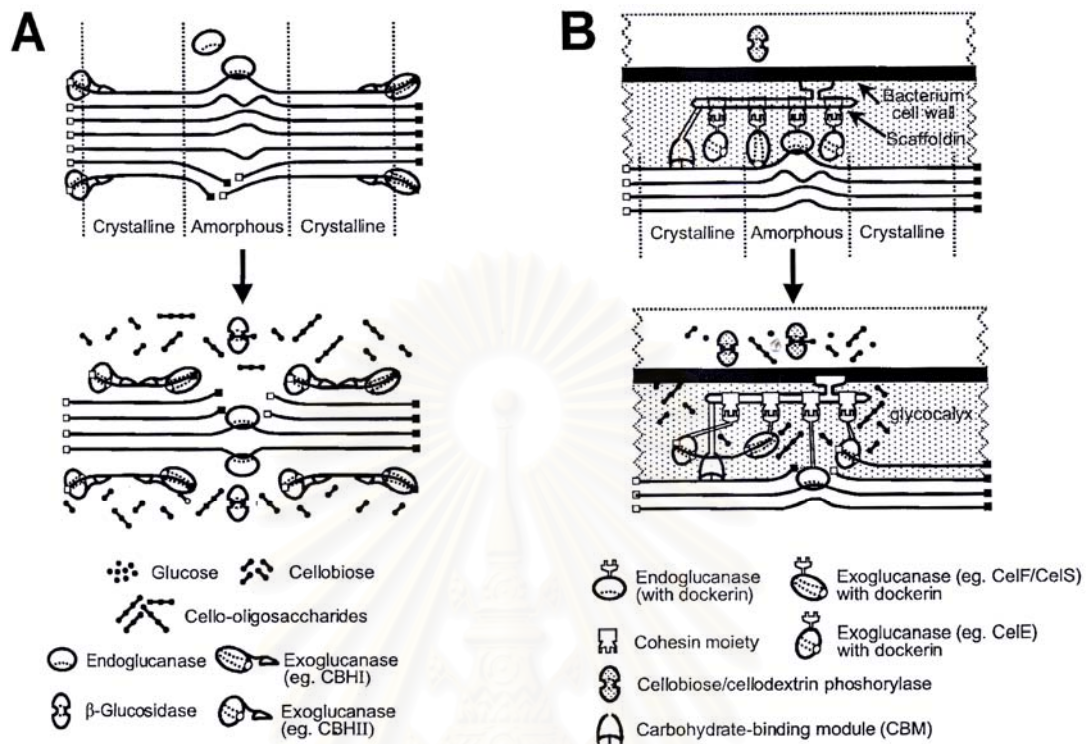 A
Crystalline
Amorphous
Crystalline
Glucose
Cellobiose
Cello-oligosaccharides
Endoglucanase
Exoglucanase
(eg. CBHI)
β-Glucosidase
Exoglucanase
(eg. CBHII)
B
Bacterium
cell wall
Scaffoldin
Crystalline
Amorphous
Crystalline
glycocalyx
Endoglucanase
(with dockerin)
Exoglucanase (eg. CelF/CelS)
with dockerin
Cohesin moiety
Exoglucanase (eg. CelE)
with dockerin
Cellobiose/cellodextrin phoshorylase
Carbohydrate-binding module (CBM)